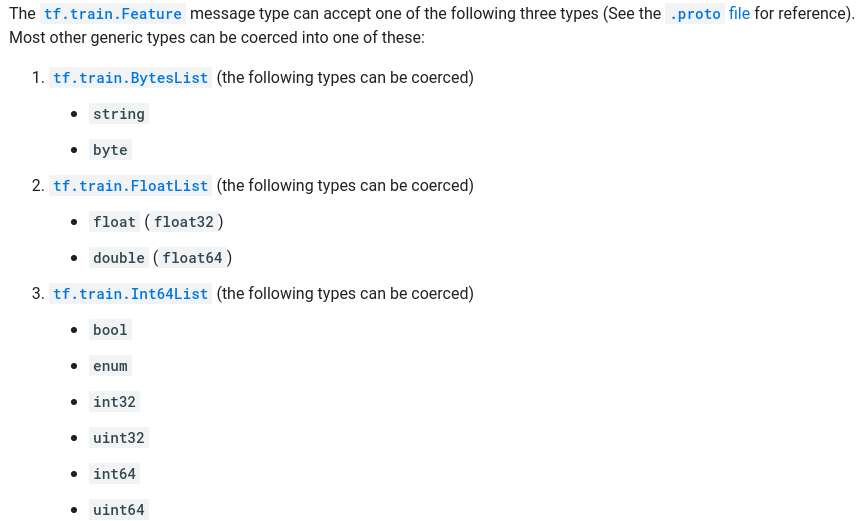 The tf.train.Feature message type can accept one of the following three types (See the .proto file for reference).
Most other generic types can be coerced into one of these:
1. tf.train.BytesList (the following types can be coerced)
• string
• byte
2. tf.train.FloatList (the following types can be coerced)
• float (float32)
• double (float64)
3. tf.train.Int64List (the following types can be coerced)
• bool
• enum
• int32
• uint32
• int64
• uint64